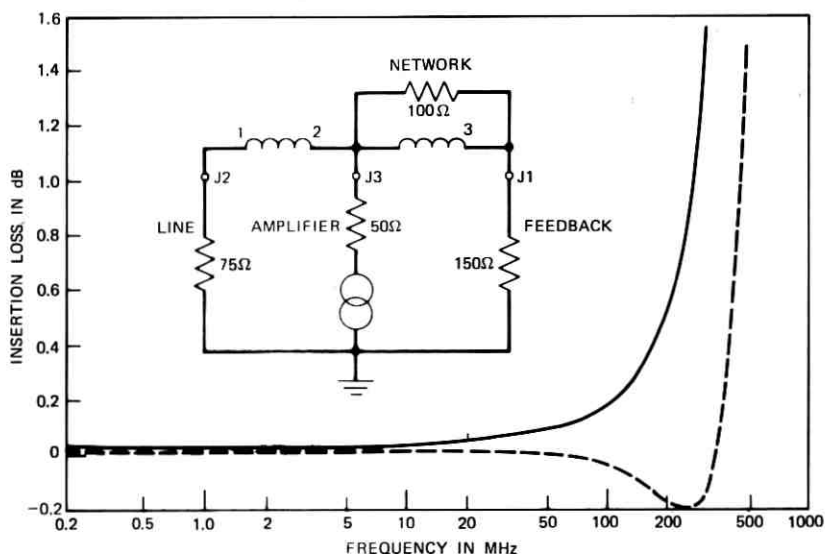 1.6
1.4
1.2
1.0
0.8
0.6
0.4
0.2
0
-0.2
INSERTION LOSS, IN dB
NETWORK
100Ω
1 2 3
J2 J3 J1
LINE AMPLIFIER 50Ω FEEDBACK
75Ω 150Ω
0.2 0.5 1.0 2 5 10 20 50 100 200 500 1000
FREQUENCY IN MHz